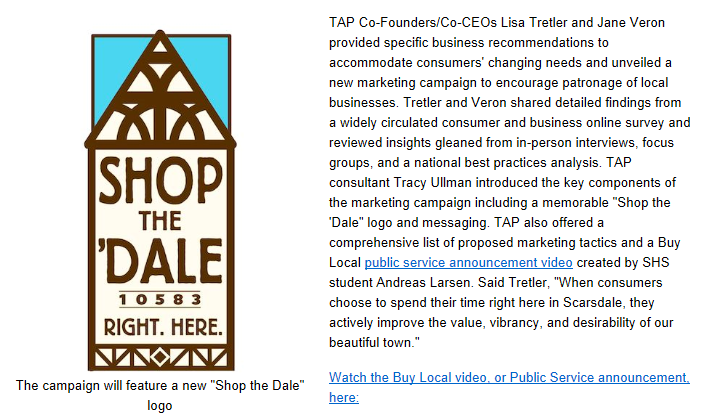 SHOP
THE
'DALE
10583
RIGHT. HERE.
The campaign will feature a new "Shop the Dale"
logo
TAP Co-Founders/Co-CEOs Lisa Tretler and Jane Veron
provided specific business recommendations to
accommodate consumers' changing needs and unveiled a
new marketing campaign to encourage patronage of local
businesses. Tretler and Veron shared detailed findings from
a widely circulated consumer and business online survey and
reviewed insights gleaned from in-person interviews, focus
groups, and a national best practices analysis. TAP
consultant Tracy Ullman introduced the key components of
the marketing campaign including a memorable "Shop the
'Dale" logo and messaging. TAP also offered a
comprehensive list of proposed marketing tactics and a Buy
Local public service announcement video created by SHS
student Andreas Larsen. Said Tretler, "When consumers
choose to spend their time right here in Scarsdale, they
actively improve the value, vibrancy, and desirability of our
beautiful town."
Watch the Buy Local video, or Public Service announcement,
here: